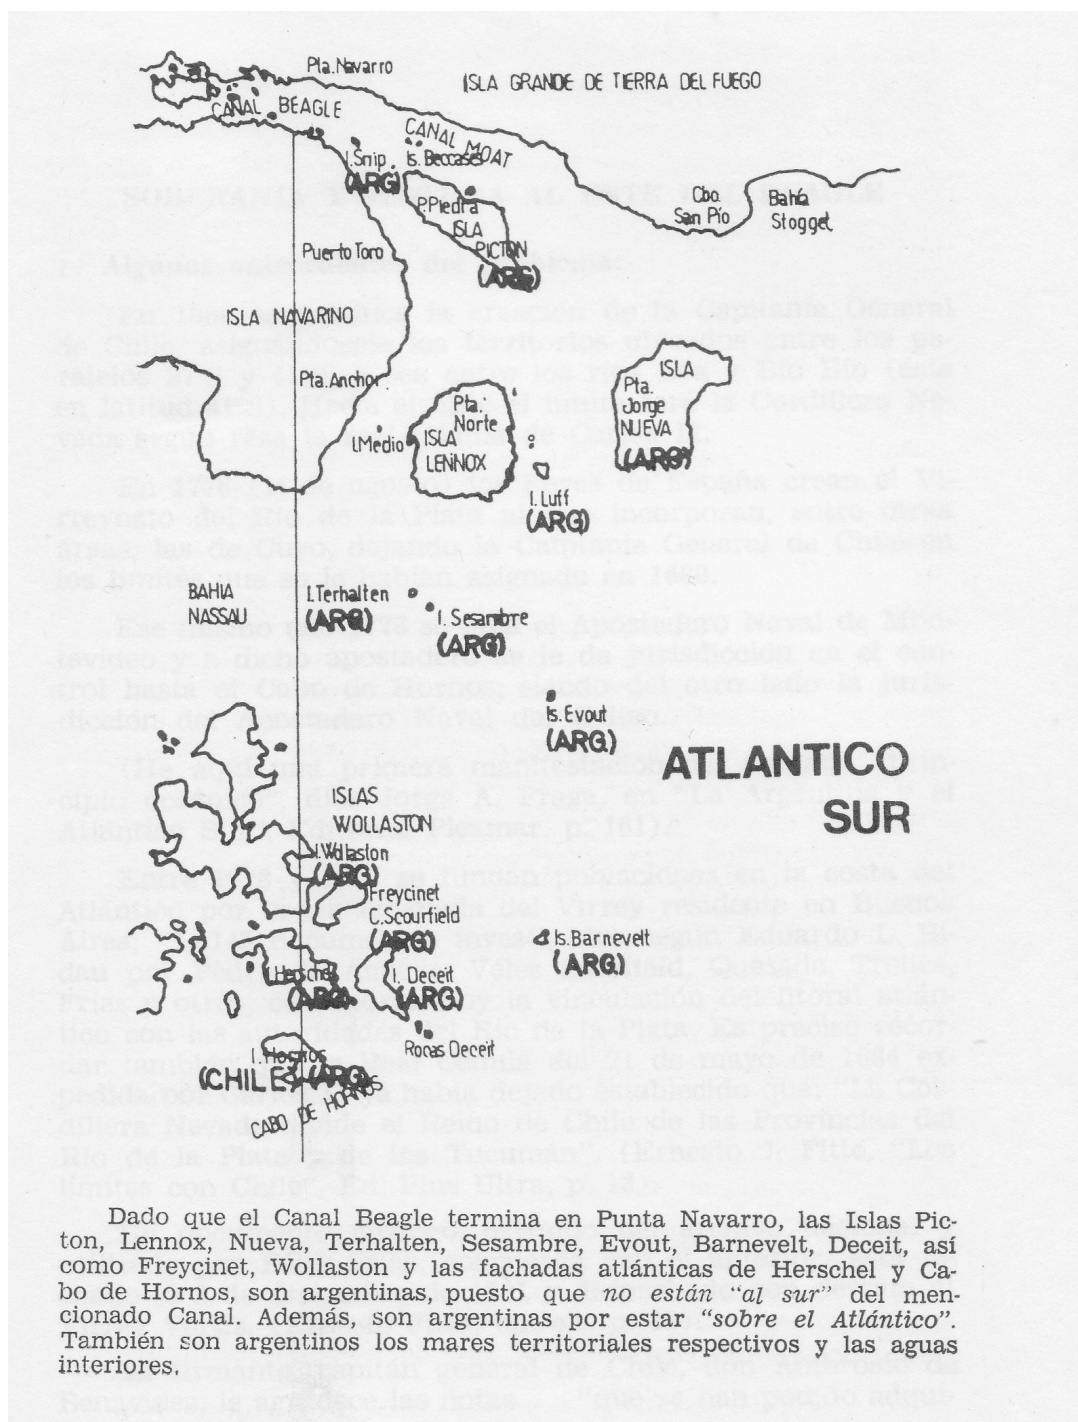 Pta. Navarro
ISLA GRANDE DE TIERRA DEL FUEGO
CANAL BEAGLE
CANAL MOAT
I. Snip.
(ARG)
Is. Beccases
P. Piedra
ISLA
PICTON
(ARG)
Cbo.
San Pío
Bahía
Stogget
Puerto Toro
ISLA NAVARINO
Pta. Anchor
I. Medio
Pta.
Norte
ISLA
LENNOX
ISLA
Pta.
Jorge
NUEVA
(ARG)
I. Luff
(ARG)
BAHIA
NASSAU
I. Terhalten
(ARG)
I. Sesambre
(ARG)
Is. Evout
(ARG.)
ATLANTICO
SUR
ISLAS
WOLLASTON
I. Wollaston
(ARG)
Freycinet
C. Scourfield
(ARG)
Is. Barnevelt
(ARG.)
I. Herschel
(ARG)
I. Deceit
(ARG)
Rocas Deceit
I. Hornos
(CHILE) (ARG)
CABO DE HORNOS
Dado que el Canal Beagle termina en Punta Navarro, las Islas Pic-
ton, Lennox, Nueva, Terhalten, Sesambre, Evout, Barnevelt, Deceit, así
como Freycinet, Wollaston y las fachadas atlánticas de Herschel y Ca-
bo de Hornos, son argentinas, puesto que no están "al sur" del men-
cionado Canal. Además, son argentinas por estar "sobre el Atlántico".
También son argentinos los mares territoriales respectivos y las aguas
interiores.